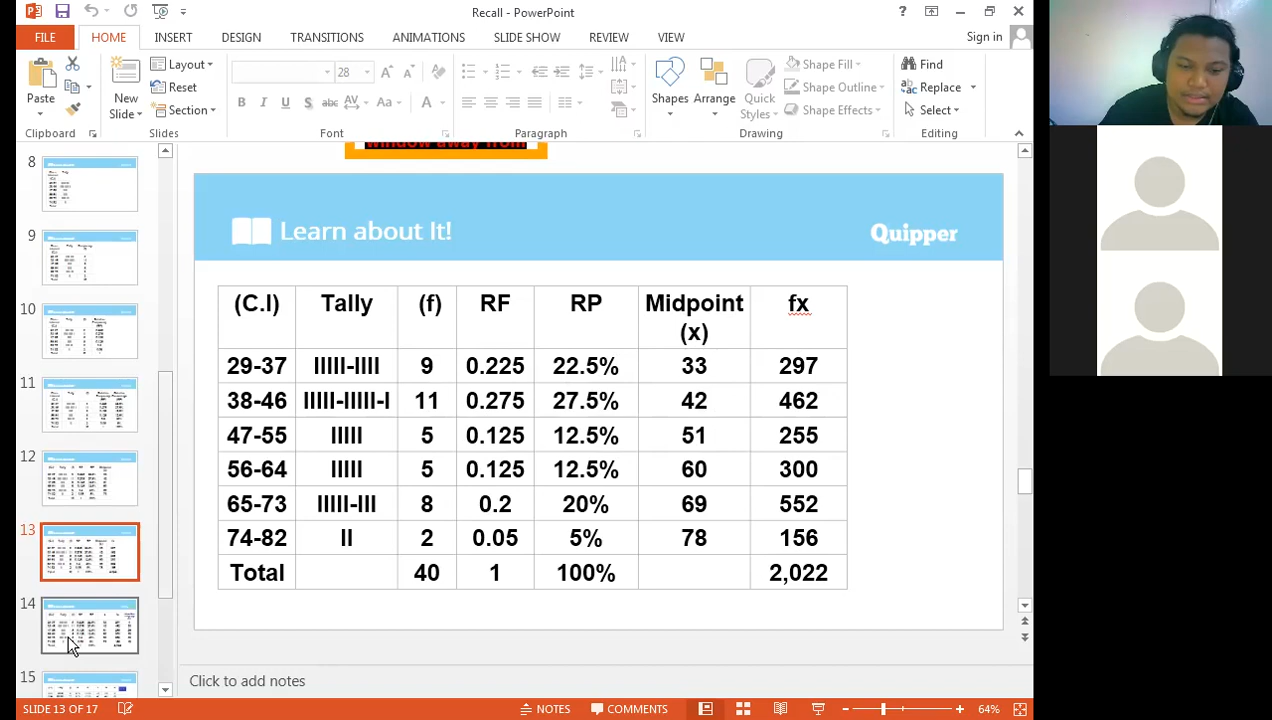 Recall - PowerPoint
FILE HOME INSERT DESIGN TRANSITIONS ANIMATIONS SLIDE SHOW REVIEW VIEW Sign in
Paste
Clipboard
New Slide
Layout
Reset
Section
Slides
28
B I U S abc AV Aa A
Font
Paragraph
Shapes Arrange Quick Styles
Shape Fill
Shape Outline
Shape Effects
Drawing
Find
Replace
Select
Editing
8
9
10
11
12
13
14
15
window away from
Learn about It! Quipper
(C.I) Tally (f) RF RP Midpoint (x) fx
29-37 IIIII-IIII 9 0.225 22.5% 33 297
38-46 IIIII-IIIII-I 11 0.275 27.5% 42 462
47-55 IIIII 5 0.125 12.5% 51 255
56-64 IIIII 5 0.125 12.5% 60 300
65-73 IIIII-III 8 0.2 20% 69 552
74-82 II 2 0.05 5% 78 156
Total 40 1 100% 2,022
Click to add notes
SLIDE 13 OF 17 NOTES COMMENTS 64%